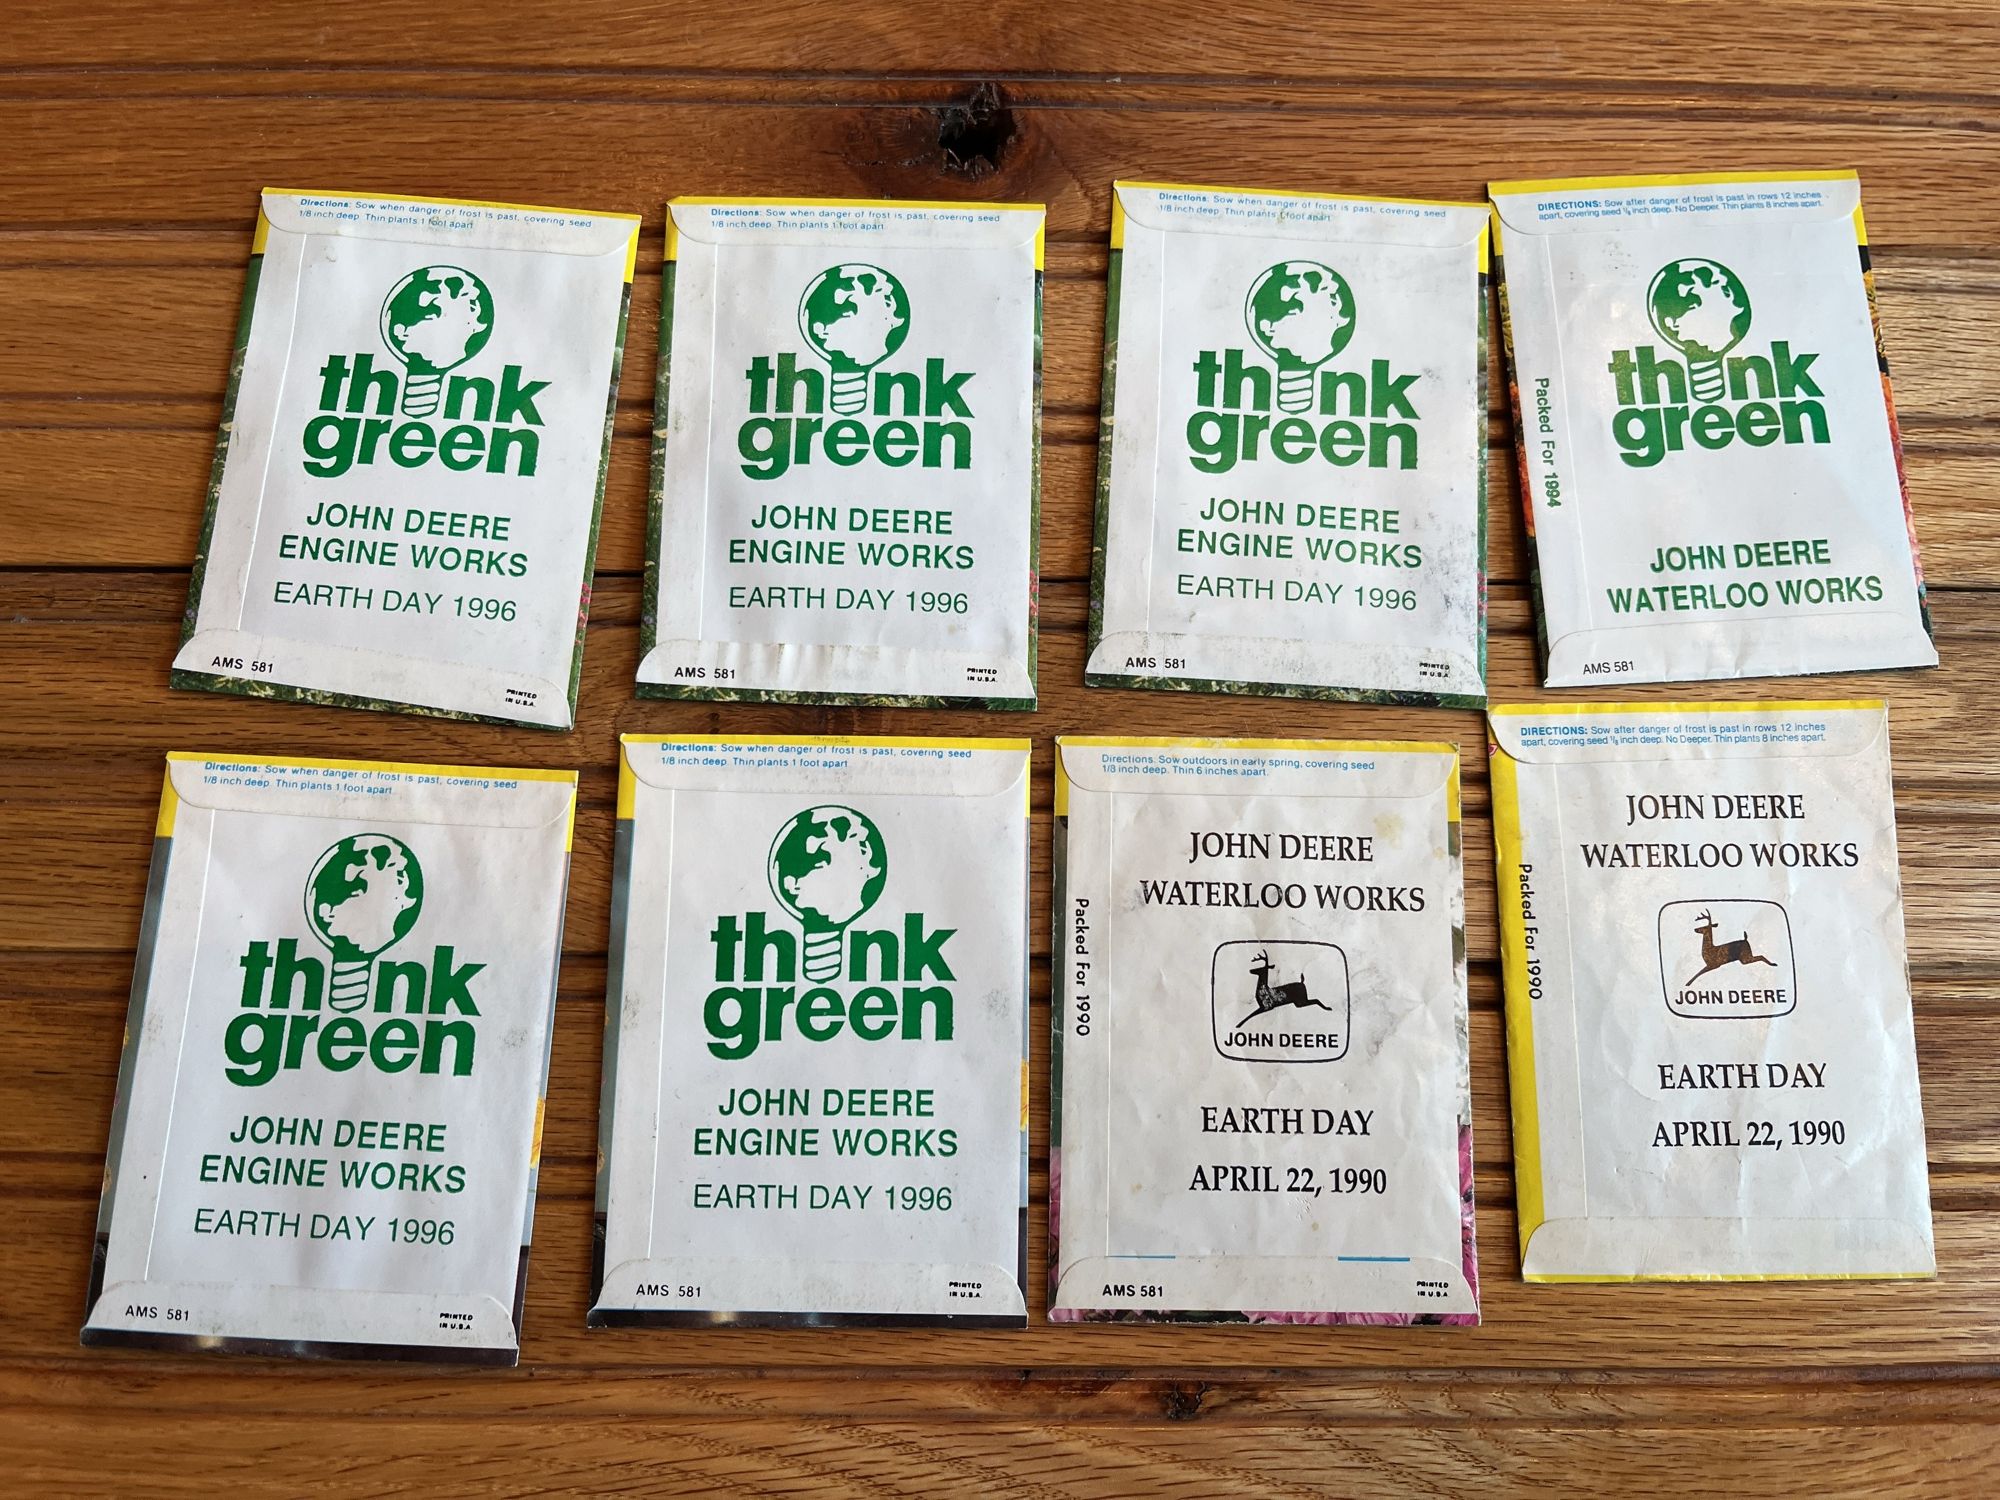 Directions: Sow when danger of frost is past, covering seed
1/8 inch deep. Thin plants 1 foot apart.
think
green
JOHN DEERE
ENGINE WORKS
EARTH DAY 1996
AMS 581
PRINTED
IN U.S.A.
Directions: Sow when danger of frost is past, covering seed
1/8 inch deep. Thin plants 1 foot apart.
think
green
JOHN DEERE
ENGINE WORKS
EARTH DAY 1996
AMS 581
PRINTED
IN U.S.A.
Directions: Sow when danger of frost is past, covering seed
1/8 inch deep. Thin plants 1 foot apart.
think
green
JOHN DEERE
ENGINE WORKS
EARTH DAY 1996
AMS 581
PRINTED
IN U.S.A.
DIRECTIONS: Sow after danger of frost is past in rows 12 inches
apart, covering seed 1/8 inch deep. No Deeper. Thin plants 8 inches apart.
think
green
Packed For 1994
JOHN DEERE
WATERLOO WORKS
AMS 581
Directions: Sow when danger of frost is past, covering seed
1/8 inch deep. Thin plants 1 foot apart.
think
green
JOHN DEERE
ENGINE WORKS
EARTH DAY 1996
AMS 581
PRINTED
IN U.S.A.
Directions: Sow when danger of frost is past, covering seed
1/8 inch deep. Thin plants 1 foot apart.
think
green
JOHN DEERE
ENGINE WORKS
EARTH DAY 1996
AMS 581
PRINTED
IN U.S.A.
Directions: Sow outdoors in early spring, covering seed
1/8 inch deep. Thin 6 inches apart.
JOHN DEERE
WATERLOO WORKS
Packed For 1990
JOHN DEERE
EARTH DAY
APRIL 22, 1990
AMS 581
PRINTED
IN U.S.A.
DIRECTIONS: Sow after danger of frost is past in rows 12 inches
apart, covering seed 1/8 inch deep. No Deeper. Thin plants 8 inches apart.
JOHN DEERE
WATERLOO WORKS
Packed For 1990
JOHN DEERE
EARTH DAY
APRIL 22, 1990